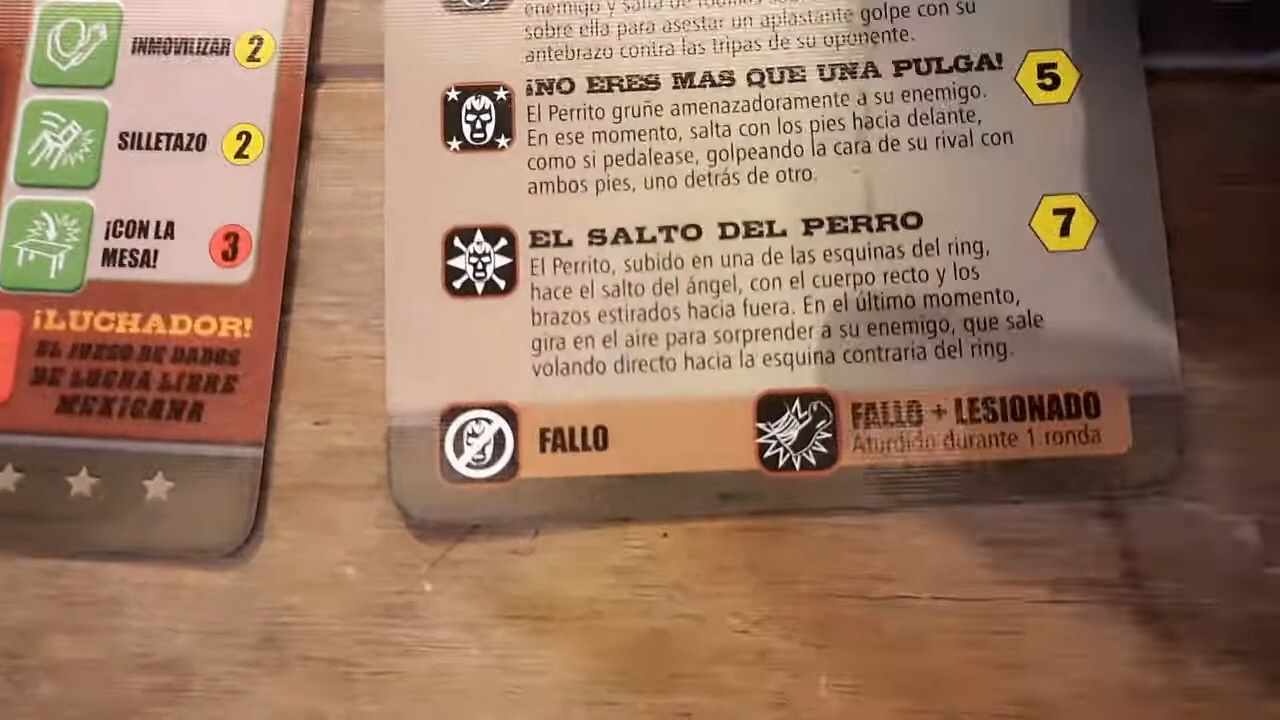 INMOVILIZAR 2
SILLETAZO 2
¡CON LA
MESA! 3
¡LUCHADOR!
EL JUEGO DE DADOS
DE LUCHA LIBRE
MEXICANA
enemigo y salta de
sobre ella para asestar un aplastante golpe con su
antebrazo contra las tripas de su oponente.
¡NO ERES MAS QUE UNA PULGA! 5
El Perrito gruñe amenazadoramente a su enemigo.
En ese momento, salta con los pies hacia delante,
como si pedalease, golpeando la cara de su rival con
ambos pies, uno detrás de otro.
EL SALTO DEL PERRO 7
El Perrito, subido en una de las esquinas del ring,
hace el salto del ángel, con el cuerpo recto y los
brazos estirados hacia fuera. En el último momento,
gira en el aire para sorprender a su enemigo, que sale
volando directo hacia la esquina contraria del ring.
FALLO
FALLO + LESIONADO
Aturdido durante 1 ronda